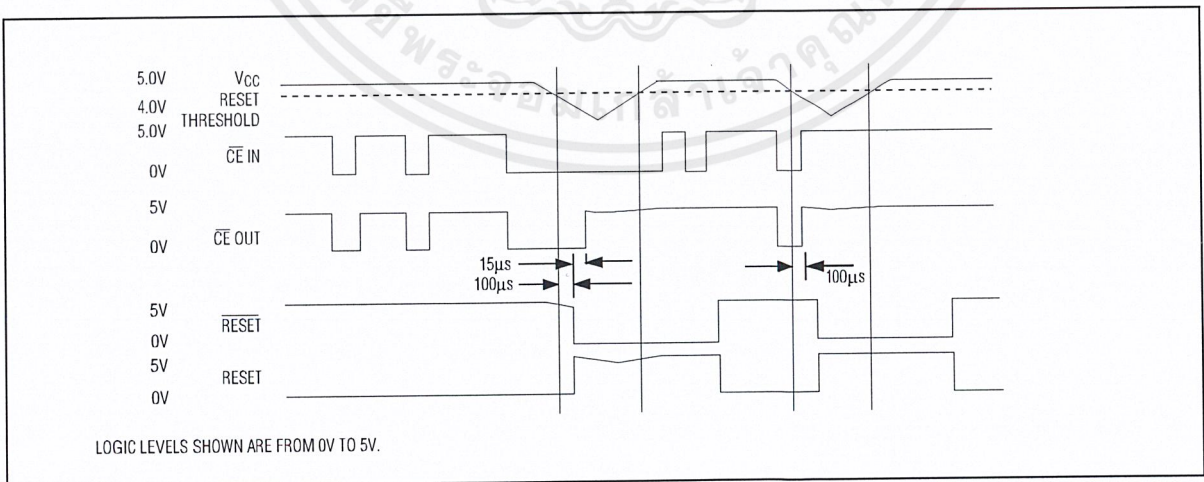 5.0V VCC
RESET
4.0V THRESHOLD
5.0V
CE IN
0V
5V
CE OUT
0V
15µs
100µs
100µs
5V
RESET
0V
5V
RESET
0V
LOGIC LEVELS SHOWN ARE FROM 0V TO 5V.